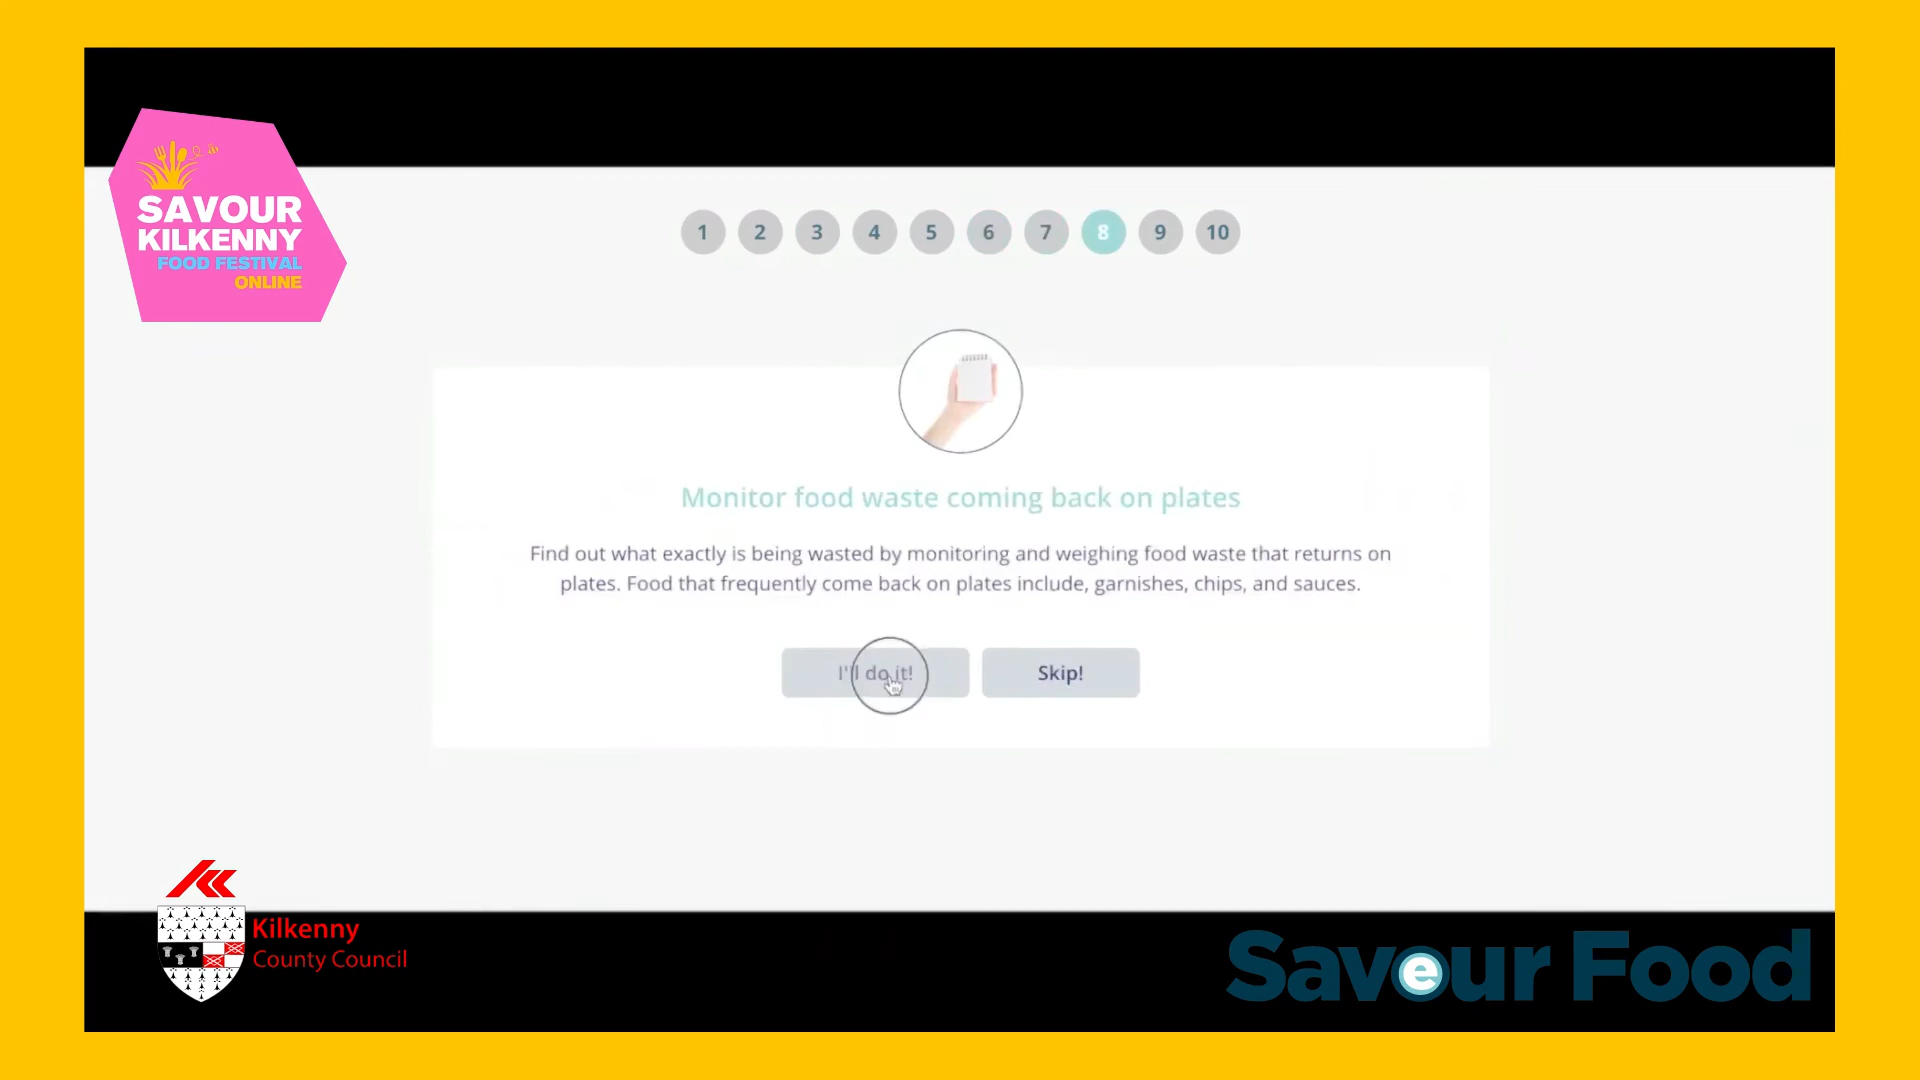 SAVOUR
KILKENNY
FOOD FESTIVAL
ONLINE
1 2 3 4 5 6 7 8 9 10
Monitor food waste coming back on plates
Find out what exactly is being wasted by monitoring and weighing food waste that returns on
plates. Food that frequently come back on plates include, garnishes, chips, and sauces.
I'll do it! Skip!
Kilkenny
County Council
Saveur Food